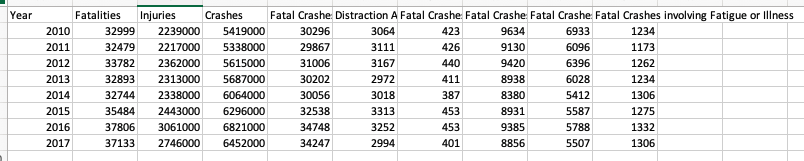 Year Fatalities Injuries Crashes Fatal Crashe Distraction A Fatal Crashe Fatal Crashe Fatal Crashe Fatal Crashes involving Fatigue or Illness
2010 32999 2239000 5419000 30296 3064 423 9634 6933 1234
2011 32479 2217000 5338000 29867 3111 426 9130 6096 1173
2012 33782 2362000 5615000 31006 3167 440 9420 6396 1262
2013 32893 2313000 5687000 30202 2972 411 8938 6028 1234
2014 32744 2338000 6064000 30056 3018 387 8380 5412 1306
2015 35484 2443000 6296000 32538 3313 453 8931 5587 1275
2016 37806 3061000 6821000 34748 3252 453 9385 5788 1332
2017 37133 2746000 6452000 34247 2994 401 8856 5507 1306